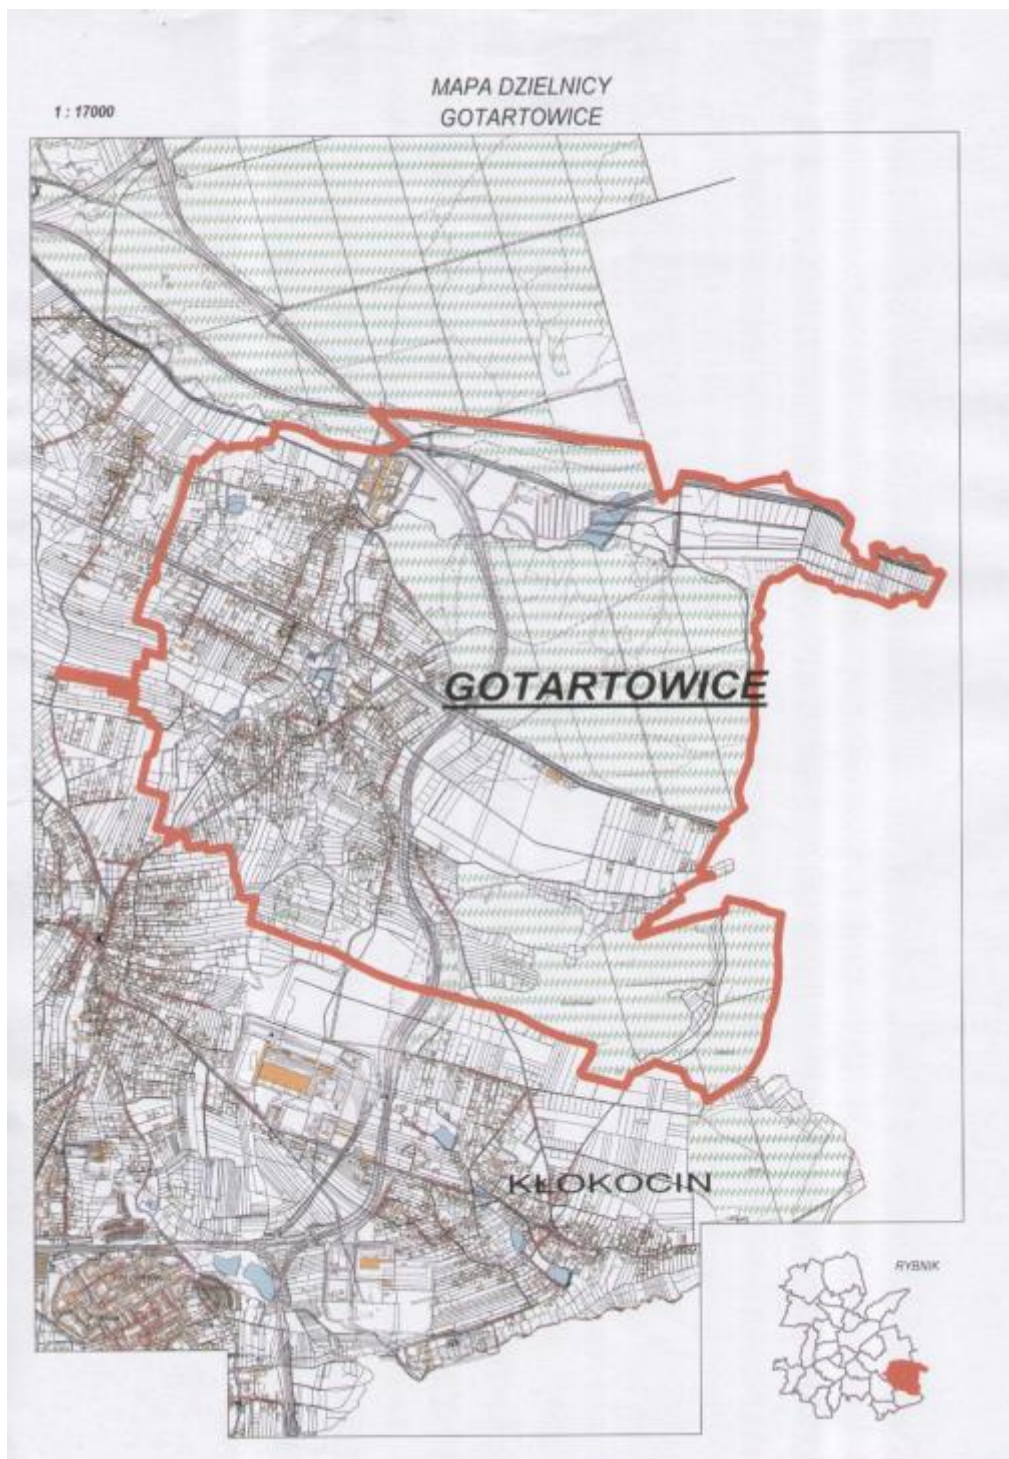 MAPA DZIELNICY
1 : 17000
GOTARTOWICE
GOTARTOWICE
KŁOKOCIN
RYBNIK